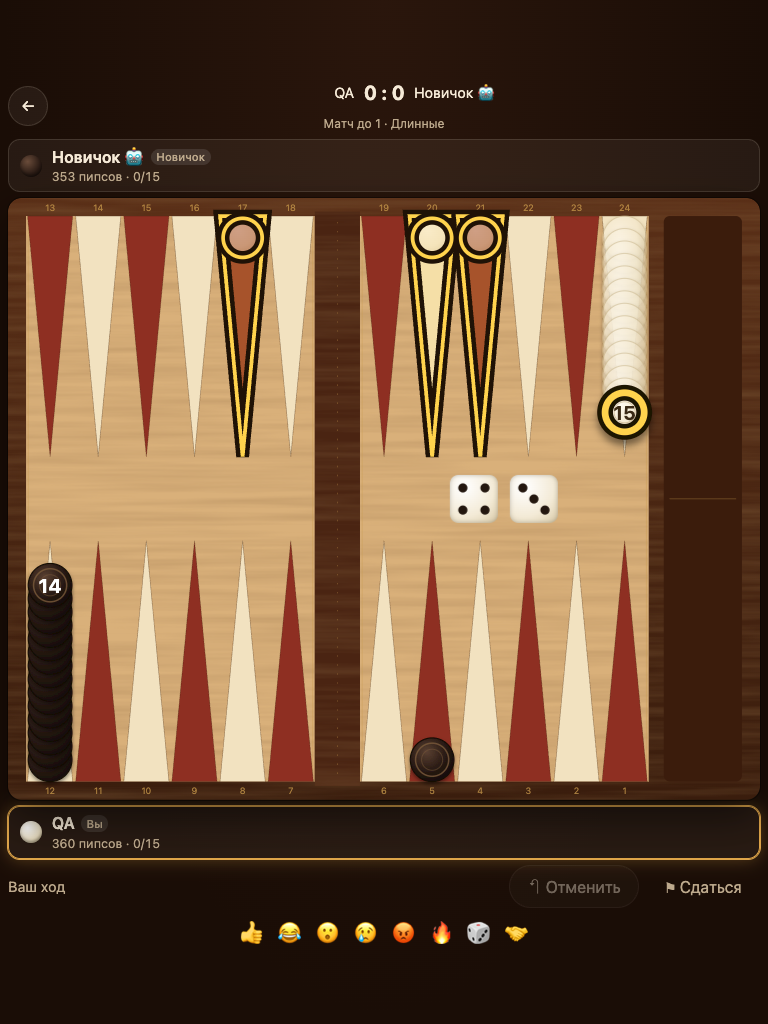 QA 0 : 0 Новичок
Матч до 1 · Длинные
Новичок Новичок
353 пипсов · 0/15
13 14 15 16 17 18 19 20 21 22 23 24
15
14
12 11 10 9 8 7 6 5 4 3 2 1
QA Вы
360 пипсов · 0/15
Ваш ход Отменить Сдаться